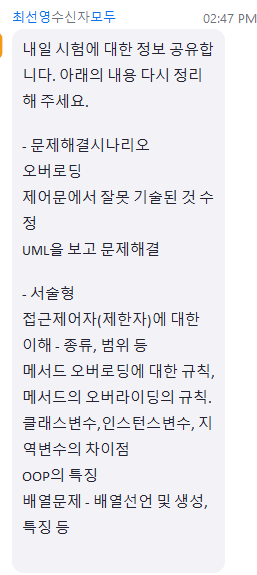 최선영수신자모두 02:47 PM
내일 시험에 대한 정보 공유합
니다. 아래의 내용 다시 정리
해 주세요.
- 문제해결시나리오
오버로딩
제어문에서 잘못 기술된 것 수
정
UML을 보고 문제해결
- 서술형
접근제어자(제한자)에 대한
이해 - 종류, 범위 등
메서드 오버로딩에 대한 규칙,
메서드의 오버라이딩의 규칙.
클래스변수,인스턴스변수, 지
역변수의 차이점
OOP의 특징
배열문제 - 배열선언 및 생성,
특징 등